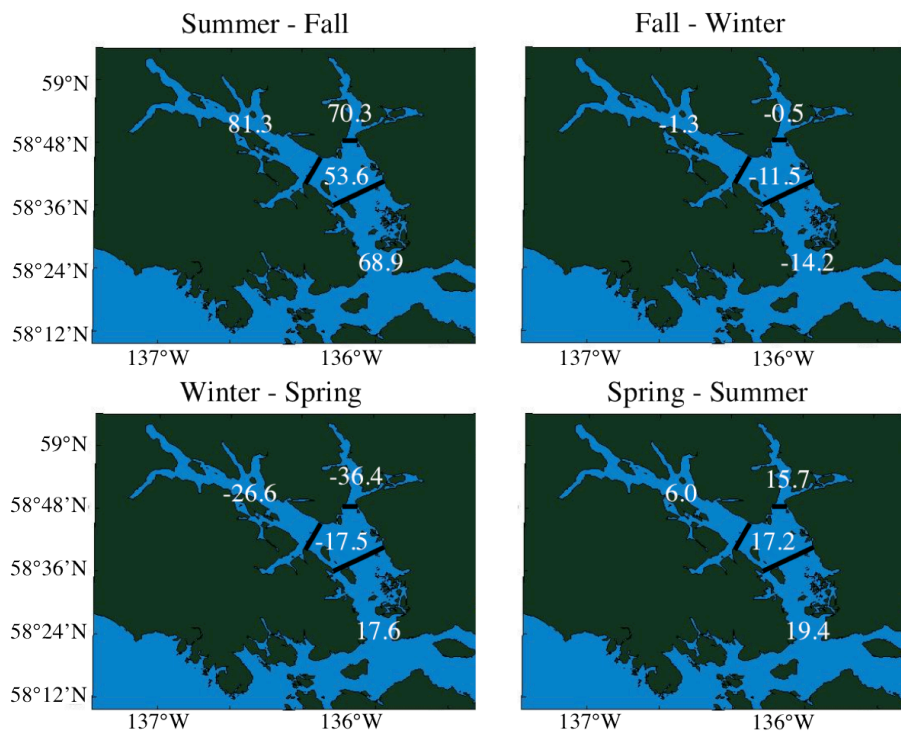 Summer - Fall
Fall - Winter
59°N
58°48'N
58°36'N
58°24'N
58°12'N
81.3
70.3
53.6
68.9
-1.3
-0.5
-11.5
-14.2
137°W
136°W
137°W
136°W
Winter - Spring
Spring - Summer
59°N
58°48'N
58°36'N
58°24'N
58°12'N
-26.6
-36.4
-17.5
17.6
6.0
15.7
17.2
19.4
137°W
136°W
137°W
136°W